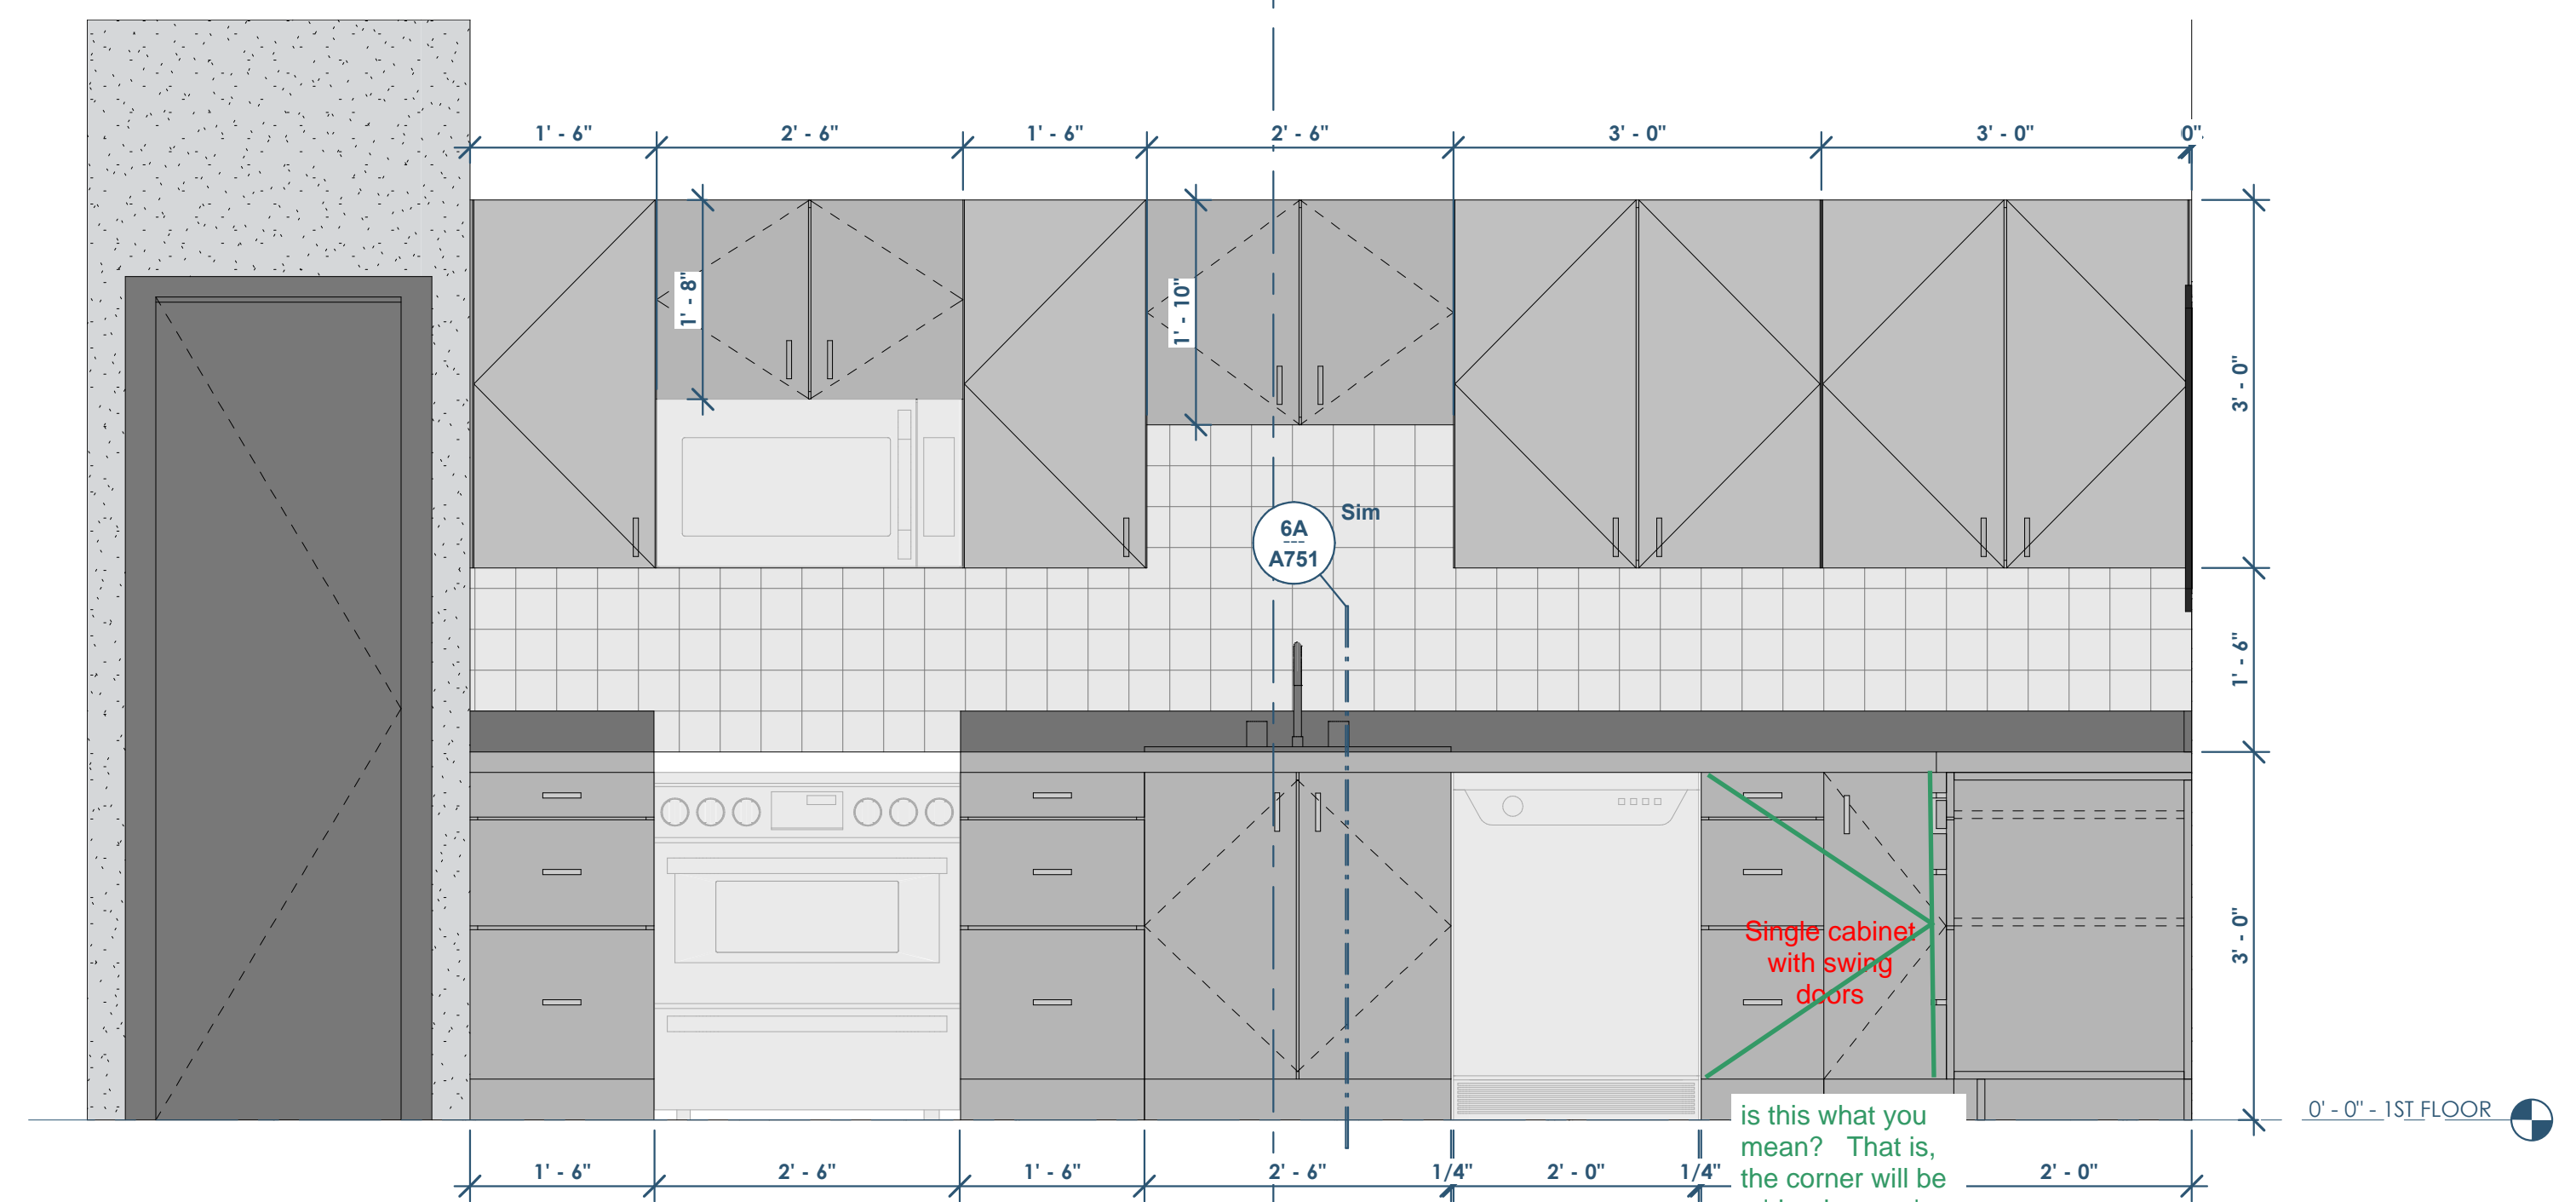 1' - 6" 2' - 6" 1' - 6" 2' - 6" 3' - 0" 3' - 0" 0"
1' - 8"
1' - 10"
3' - 0"
6A
A751
Sim
1' - 6"
3' - 0"
Single cabinet
with swing
doors
is this what you
mean? That is,
the corner will be
0' - 0" - 1ST FLOOR
1' - 6" 2' - 6" 1' - 6" 2' - 6" 1/4" 2' - 0" 1/4" 2' - 0"